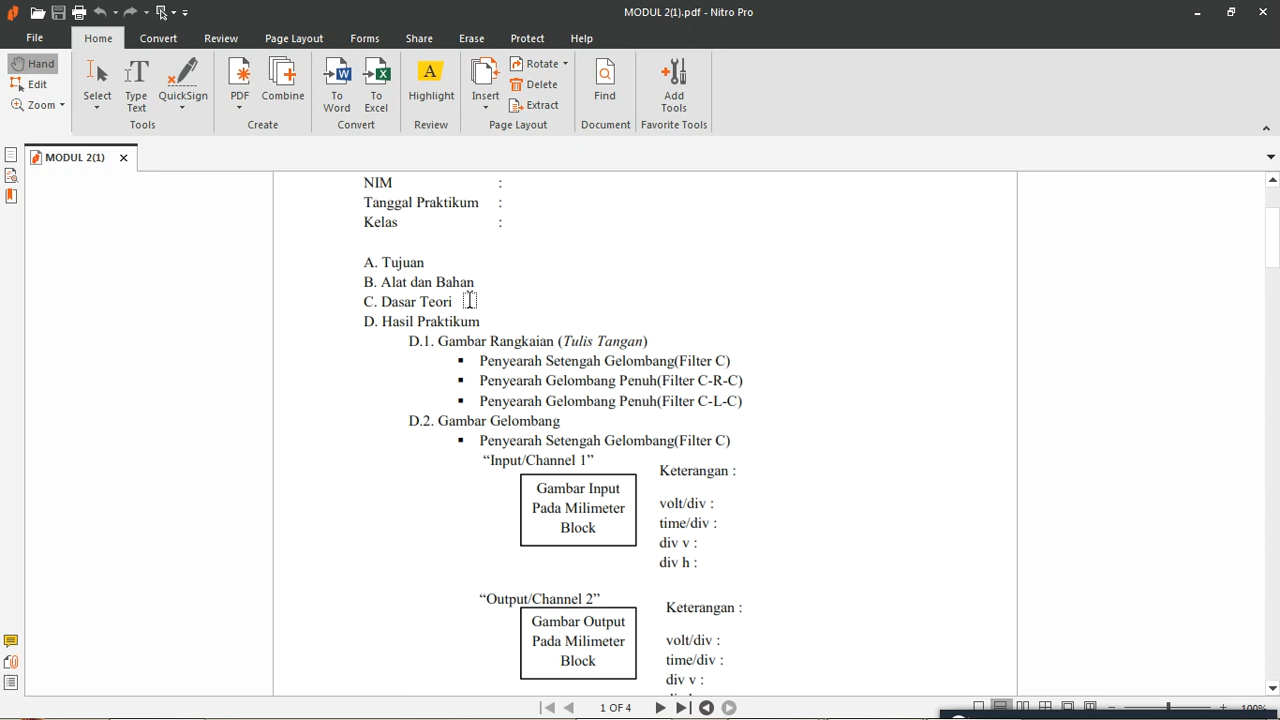 MODUL 2(1).pdf - Nitro Pro
File Home Convert Review Page Layout Forms Share Erase Protect Help
Hand
Edit
Zoom
Select
Type Text
QuickSign
Tools
PDF
Combine
Create
To Word
To Excel
Convert
Highlight
Review
Insert
Rotate
Delete
Extract
Page Layout
Find
Document
Add Tools
Favorite Tools
MODUL 2(1)
NIM :
Tanggal Praktikum :
Kelas :
A. Tujuan
B. Alat dan Bahan
C. Dasar Teori
D. Hasil Praktikum
D.1. Gambar Rangkaian (Tulis Tangan)
▪ Penyearah Setengah Gelombang(Filter C)
▪ Penyearah Gelombang Penuh(Filter C-R-C)
▪ Penyearah Gelombang Penuh(Filter C-L-C)
D.2. Gambar Gelombang
▪ Penyearah Setengah Gelombang(Filter C)
“Input/Channel 1”
Gambar Input
Pada Milimeter
Block
Keterangan :
volt/div :
time/div :
div v :
div h :
“Output/Channel 2”
Gambar Output
Pada Milimeter
Block
Keterangan :
volt/div :
time/div :
div v :
1 OF 4
100%